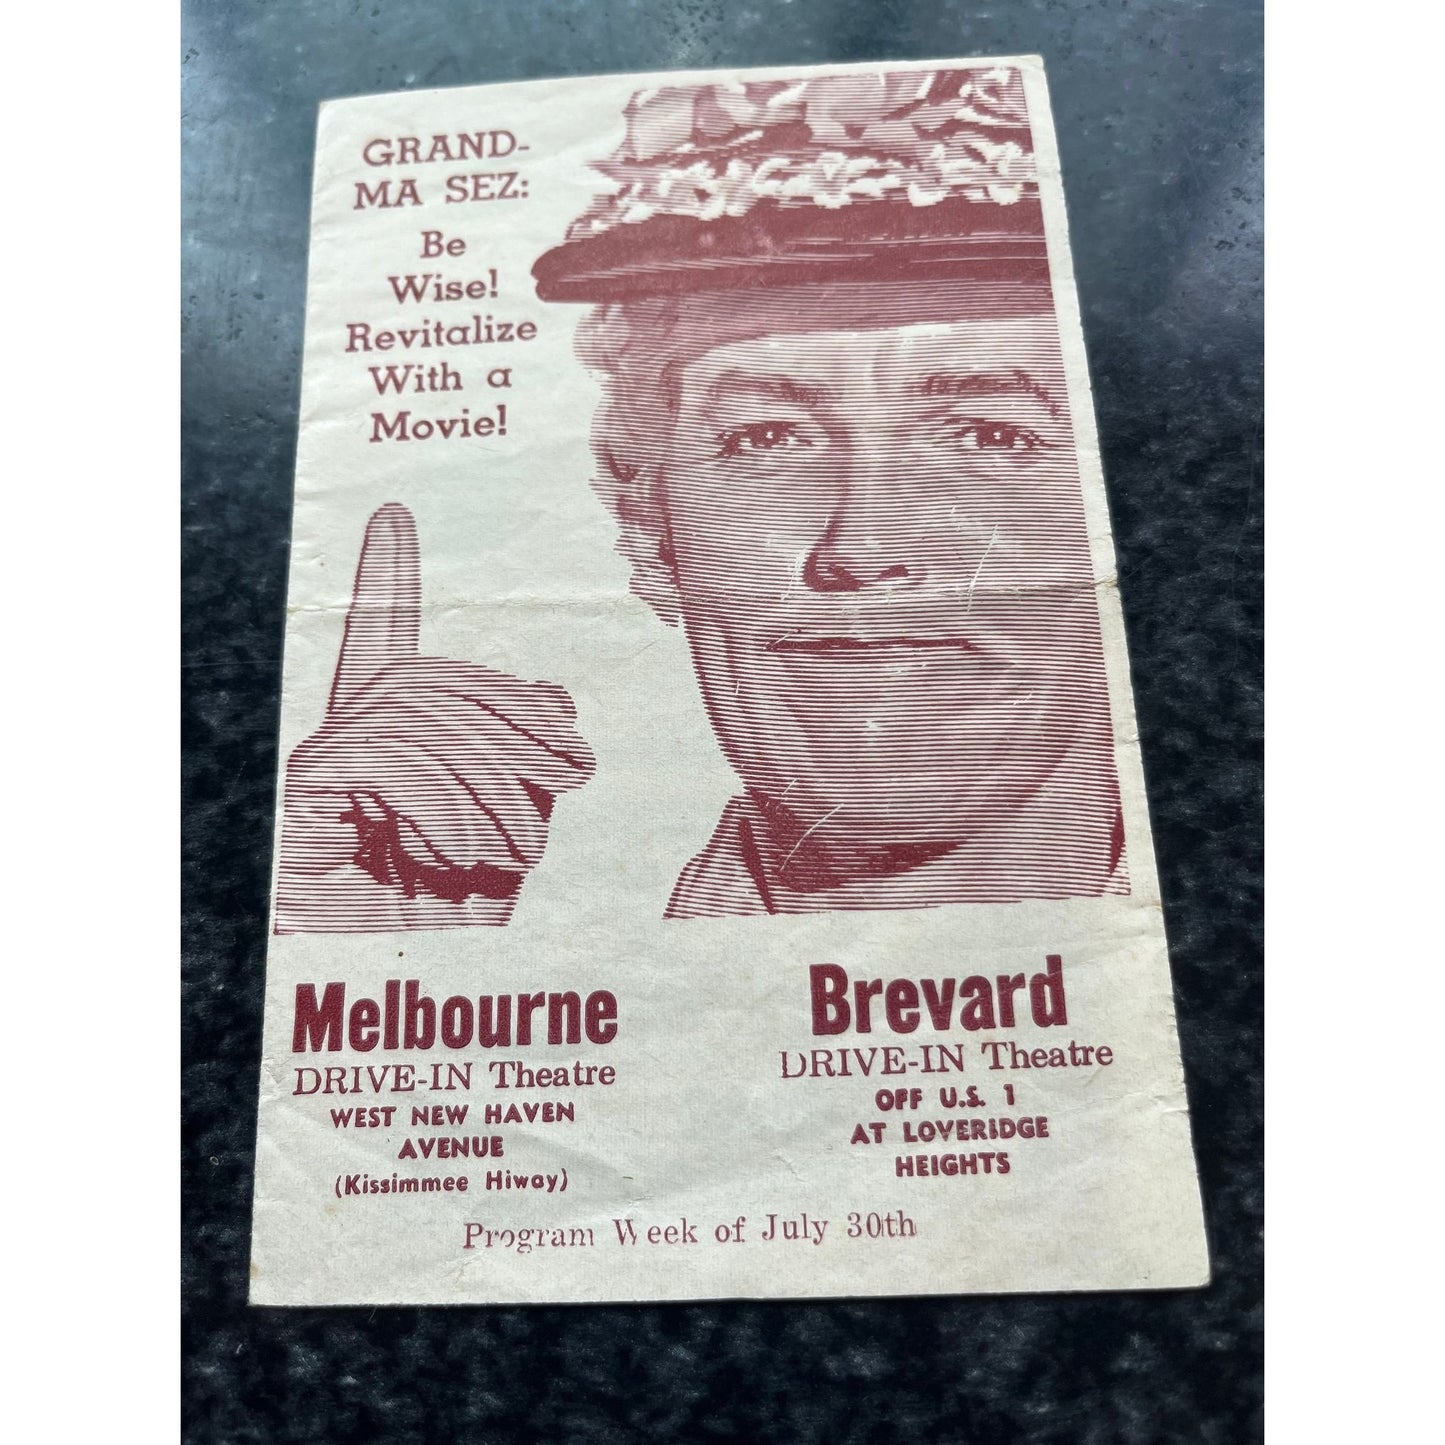 GRAND-
MA SEZ:
Be
Wise!
Revitalize
With a
Movie!
Melbourne
DRIVE-IN Theatre
WEST NEW HAVEN
AVENUE
(Kissimmee Hiway)
Brevard
DRIVE-IN Theatre
OFF U.S. 1
AT LOVERIDGE
HEIGHTS
Program Week of July 30th